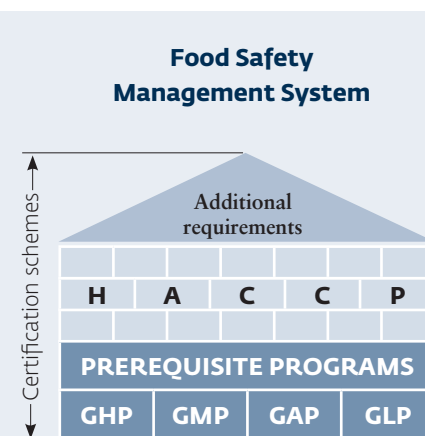 Food Safety
Management System
Certification schemes
Additional
requirements
H A C C P
PREREQUISITE PROGRAMS
GHP GMP GAP GLP